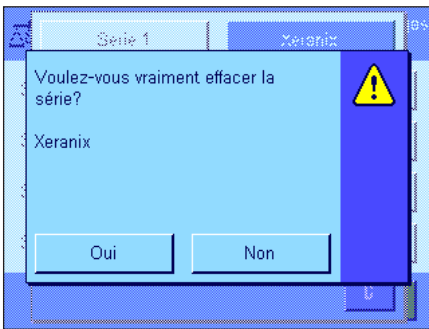 Série 1
Xeranix
Voulez-vous vraiment effacer la
série?
Xeranix
Oui
Non
C